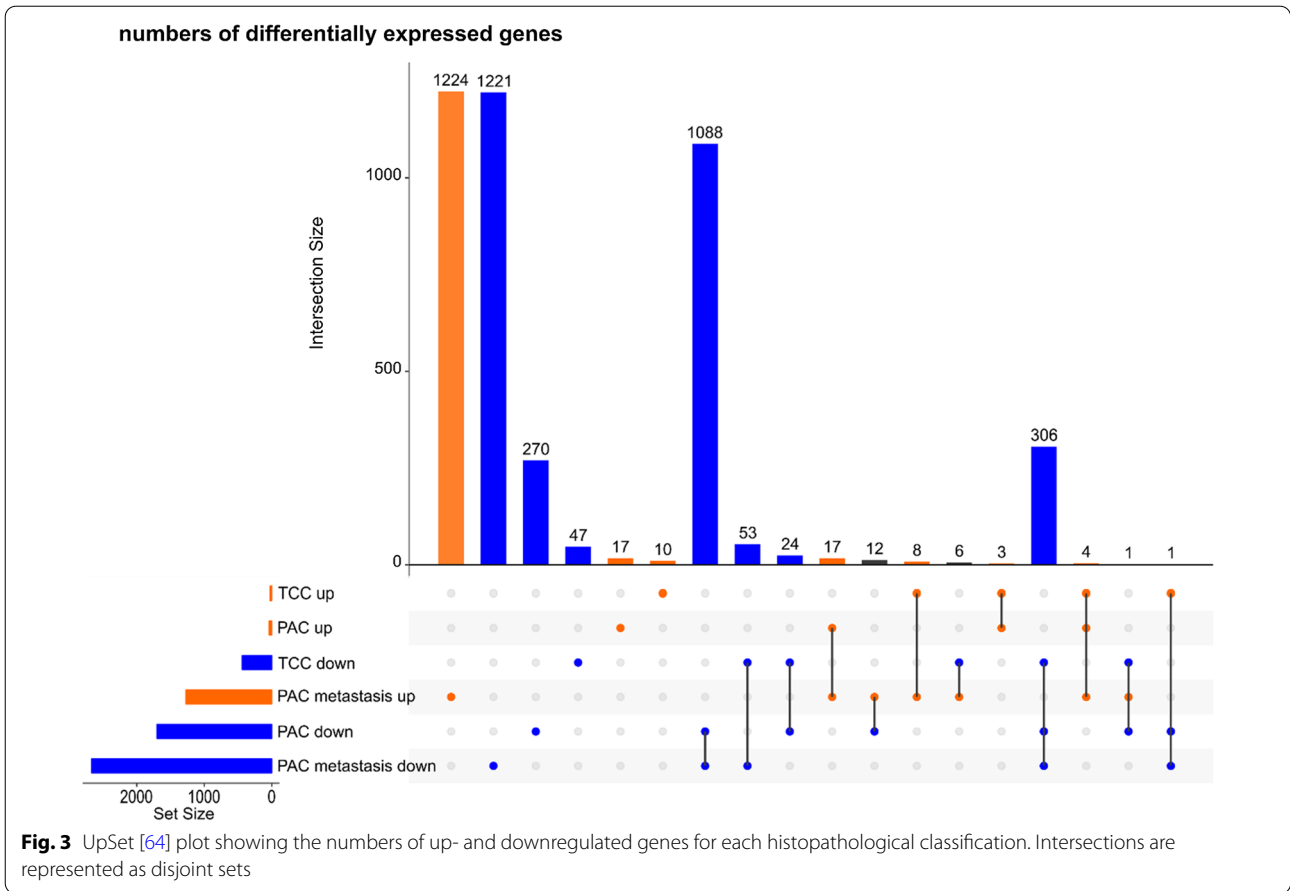 numbers of differentially expressed genes
Intersection Size
1000
500
0
1224 1221 270 47 17 10 1088 53 24 17 12 8 6 3 306 4 1 1
TCC up
PAC up
TCC down
PAC metastasis up
PAC down
PAC metastasis down
2000 1000 0
Set Size
Fig. 3 UpSet [64] plot showing the numbers of up- and downregulated genes for each histopathological classification. Intersections are
represented as disjoint sets